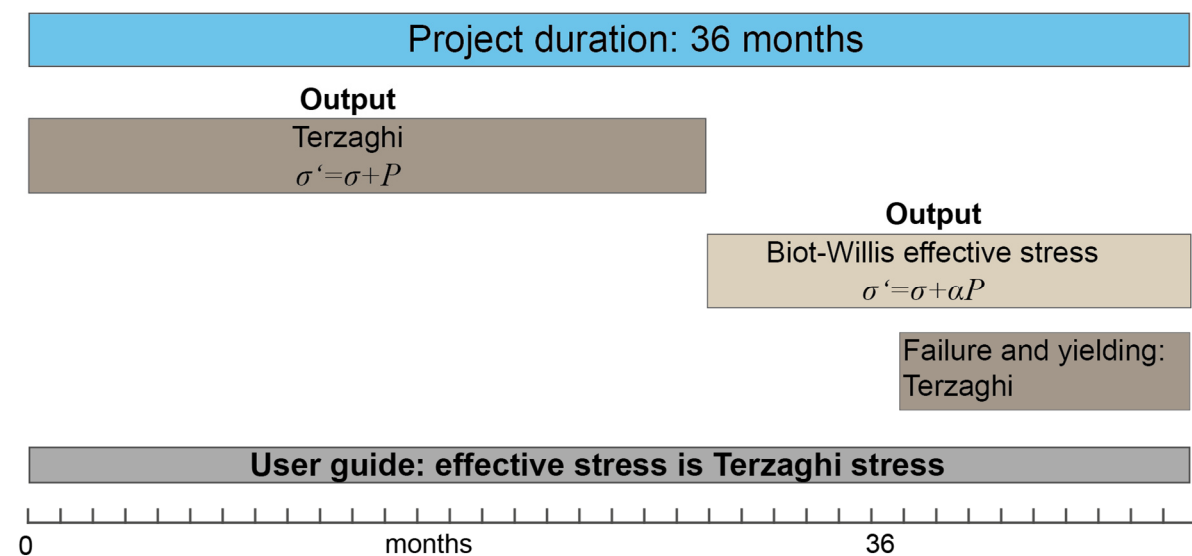 Project duration: 36 months
Output
Terzaghi
σ‘=σ+P
Output
Biot-Willis effective stress
σ‘=σ+αP
Failure and yielding:
Terzaghi
User guide: effective stress is Terzaghi stress
0 months 36